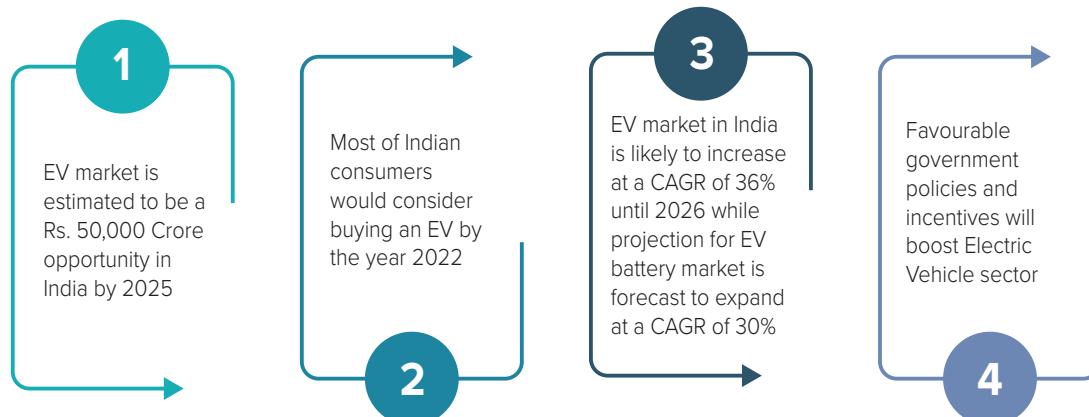 1
EV market is
estimated to be a
Rs. 50,000 Crore
opportunity in
India by 2025
Most of Indian
consumers
would consider
buying an EV by
the year 2022
2
3
EV market in India
is likely to increase
at a CAGR of 36%
until 2026 while
projection for EV
battery market is
forecast to expand
at a CAGR of 30%
Favourable
government
policies and
incentives will
boost Electric
Vehicle sector
4